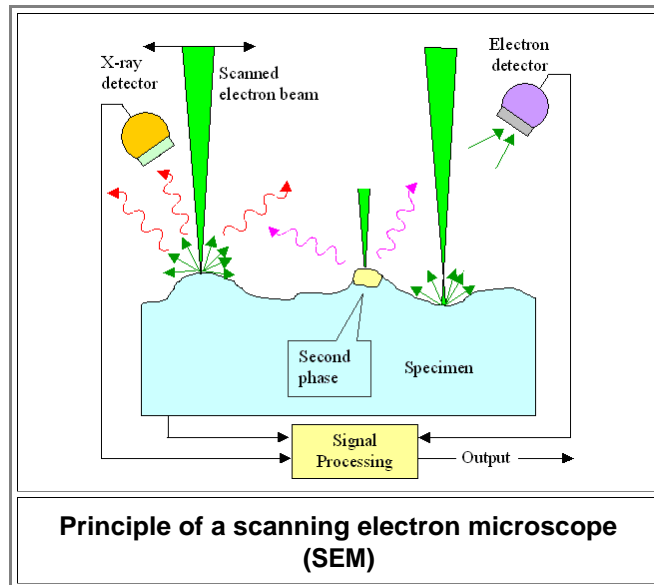 X-ray
detector
Scanned
electron beam
Electron
detector
Second
phase
Specimen
Signal
Processing
Output
Principle of a scanning electron microscope
(SEM)